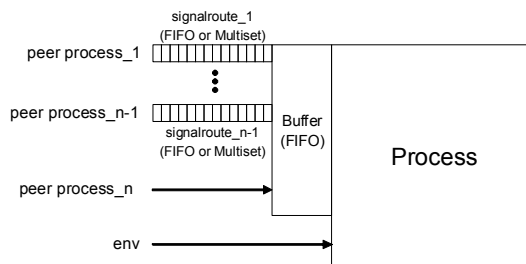 signalroute_1
(FIFO or Multiset)
peer process_1
peer process_n-1
signalroute_n-1
(FIFO or Multiset)
Buffer
(FIFO)
Process
peer process_n
env